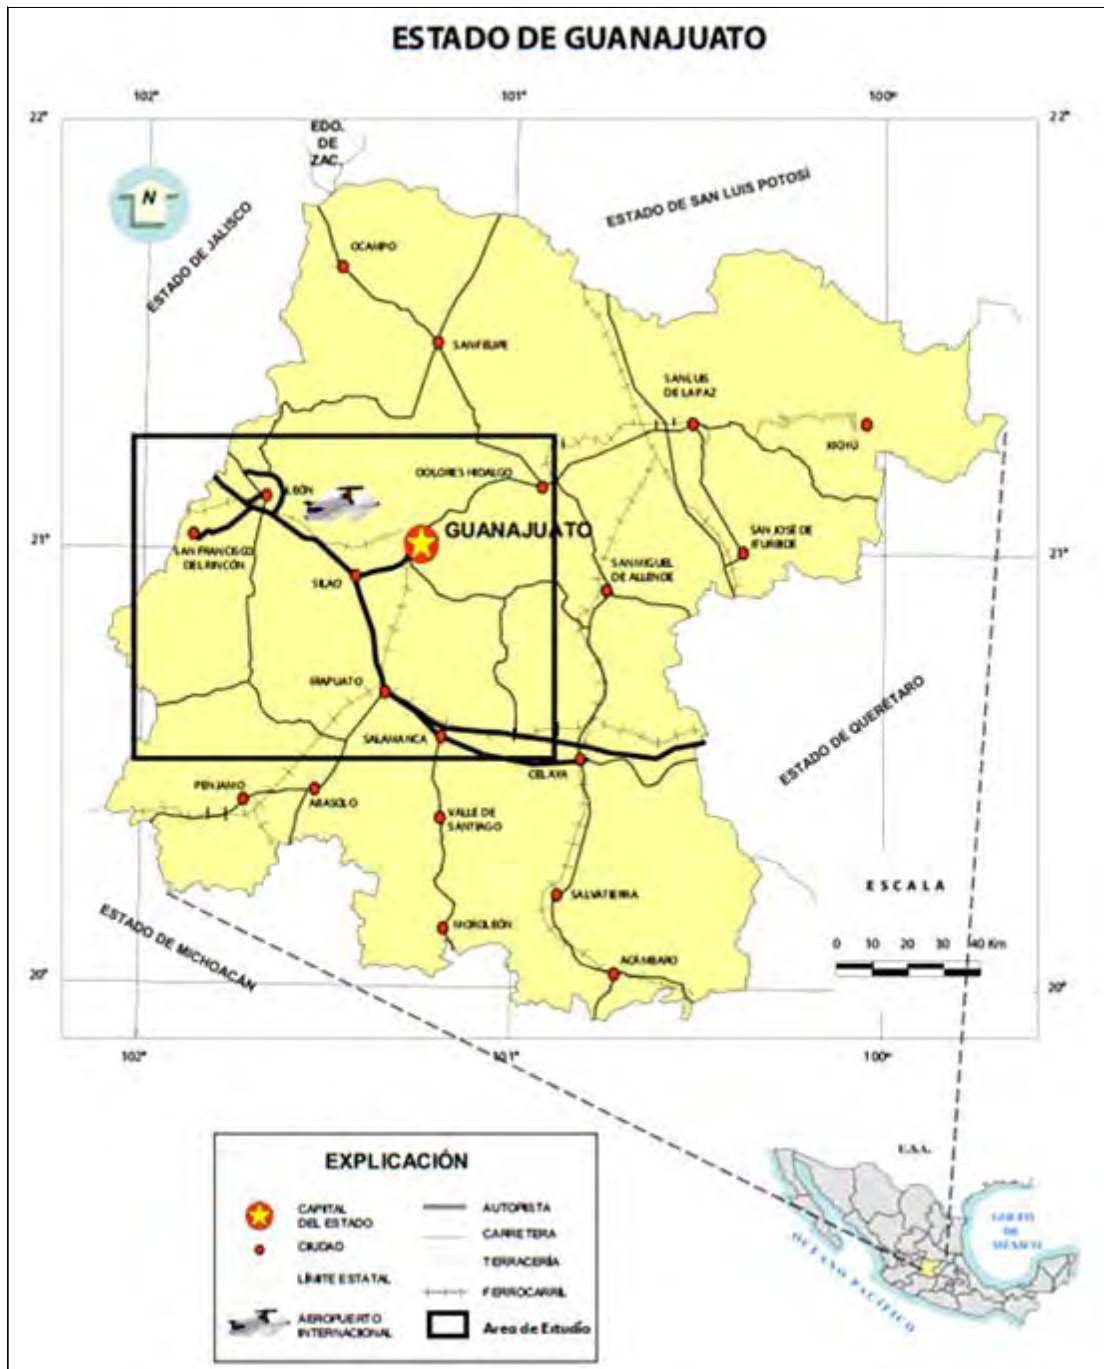 ESTADO DE GUANAJUATO
102°
101°
100°
22°
22°
EDO.
DE
ZAC.
N
ESTADO DE JALISCO
ESTADO DE SAN LUIS POTOSÍ
OCAMPO
SAN FELIPE
SAN LUIS
DE LA PAZ
XICHÚ
DOLORES HIDALGO
LEÓN
GUANAJUATO
21°
21°
SAN FRANCISCO
DEL RINCÓN
SILAO
SAN MIGUEL
DE ALLENDE
SAN JOSÉ DE
ITURBIDE
IRAPUATO
SALAMANCA
CELAYA
ESTADO DE QUERÉTARO
PENJAMO
ABASOLO
VALLE DE
SANTIAGO
SALVATIERRA
MOROLEÓN
ACÁMBARO
ESTADO DE MICHOACÁN
ESCALA
0 10 20 30 40 Km
20°
20°
102°
101°
100°
EXPLICACIÓN
CAPITAL
DEL ESTADO
CIUDAD
LÍMITE ESTATAL
AEROPUERTO
INTERNACIONAL
AUTOPISTA
CARRETERA
TERRACERÍA
FERROCARRIL
Area de Estudio
U.S.A.
GOLFO
DE
MÉXICO
OCÉANO PACÍFICO